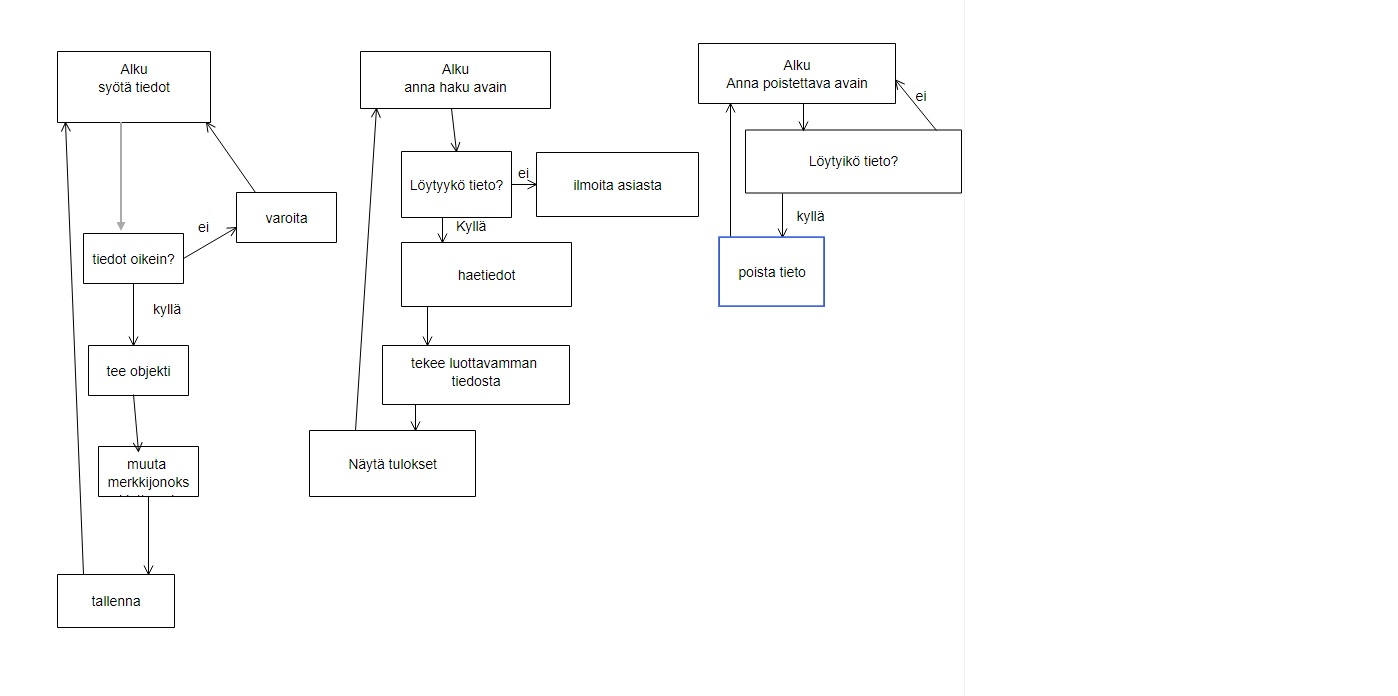 Alku
syötä tiedot
tiedot oikein?
ei
varoita
kyllä
tee objekti
muuta
merkkijonoks
tallenna
Alku
anna haku avain
Löytyykö tieto?
ei
ilmoita asiasta
Kyllä
haetiedot
tekee luottavamman
tiedosta
Näytä tulokset
Alku
Anna poistettava avain
ei
Löytyikö tieto?
kyllä
poista tieto